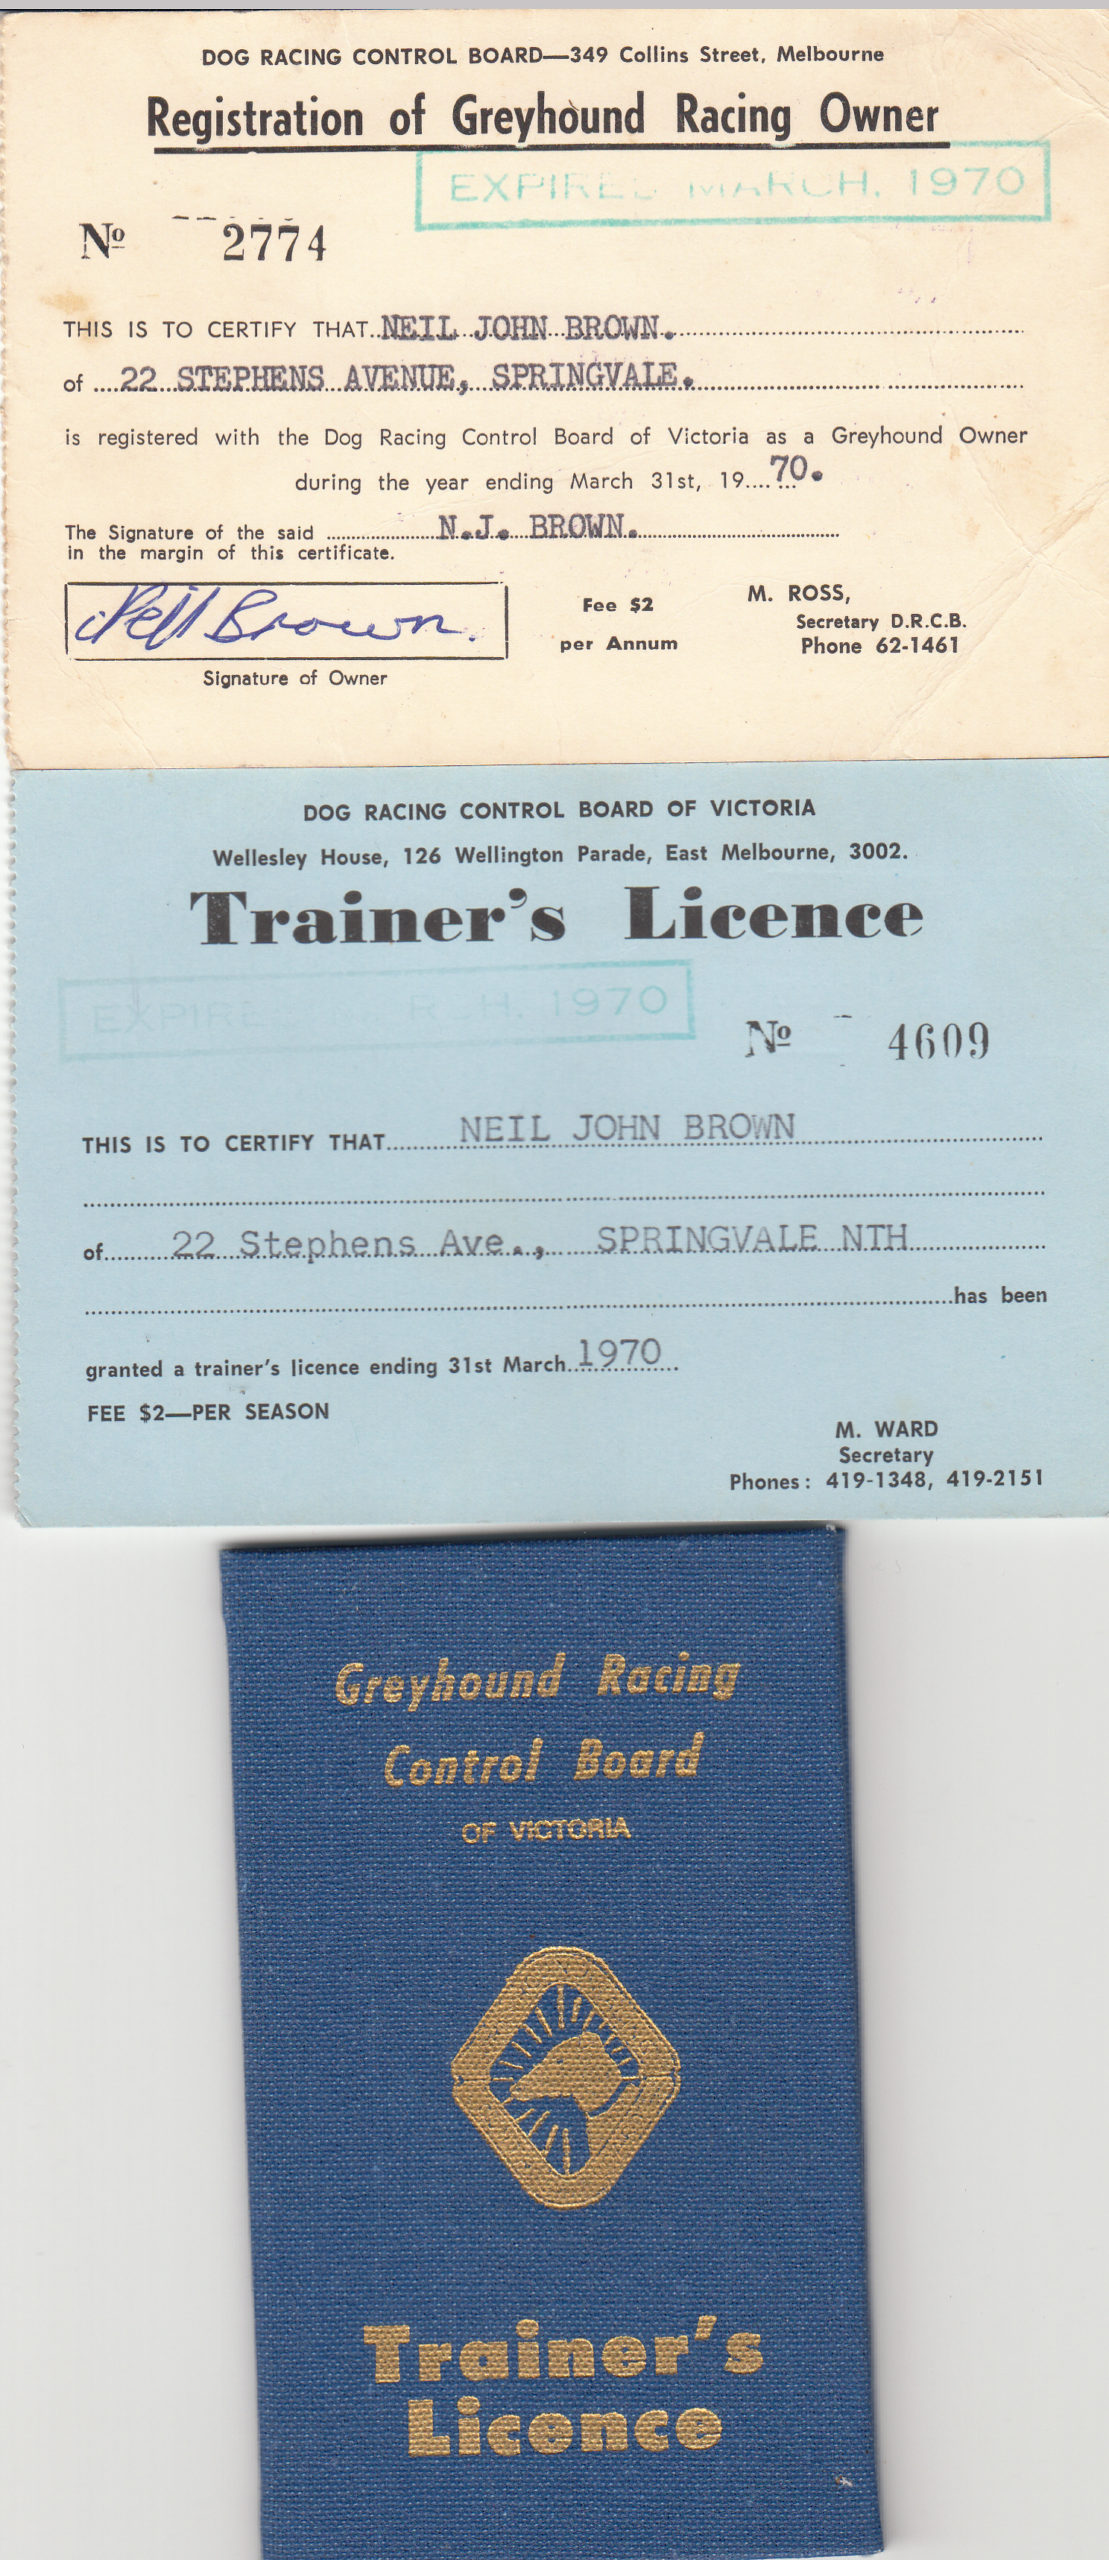 DOG RACING CONTROL BOARD—349 Collins Street, Melbourne
Registration of Greyhound Racing Owner
EXPIRES MARCH, 1970
Nº 2774
THIS IS TO CERTIFY THAT NEIL JOHN BROWN.
of 22 STEPHENS AVENUE, SPRINGVALE.
is registered with the Dog Racing Control Board of Victoria as a Greyhound Owner
during the year ending March 31st, 19 70.
The Signature of the said N.J. BROWN.
in the margin of this certificate.
Neil Brown.
Signature of Owner
Fee $2
per Annum
M. ROSS,
Secretary D.R.C.B.
Phone 62-1461
DOG RACING CONTROL BOARD OF VICTORIA
Wellesley House, 126 Wellington Parade, East Melbourne, 3002.
Trainer's Licence
EXPIRES MARCH, 1970
Nº 4609
THIS IS TO CERTIFY THAT NEIL JOHN BROWN
of 22 Stephens Ave., SPRINGVALE NTH
has been
granted a trainer's licence ending 31st March 1970
FEE $2—PER SEASON
M. WARD
Secretary
Phones: 419-1348, 419-2151
Greyhound Racing
Control Board
OF VICTORIA
Trainer's
Licence